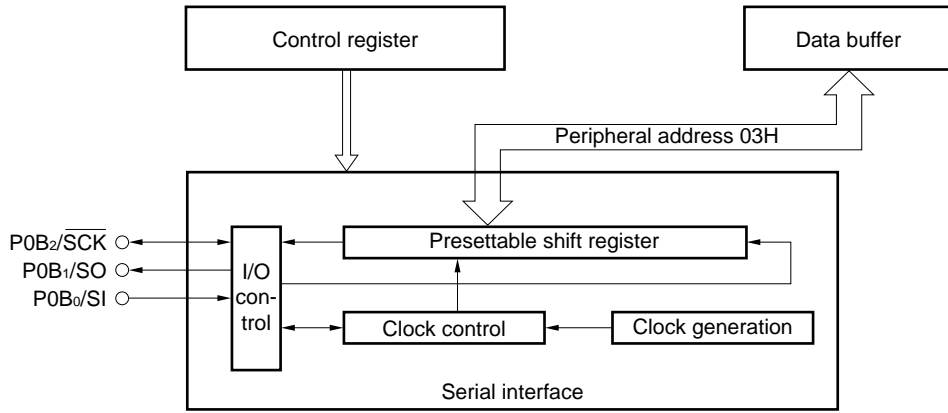 Control register
Data buffer
Peripheral address 03H
P0B₂/S̅C̅K̅
P0B₁/SO
P0B₀/SI
I/O
con-
trol
Presettable shift register
Clock control
Clock generation
Serial interface